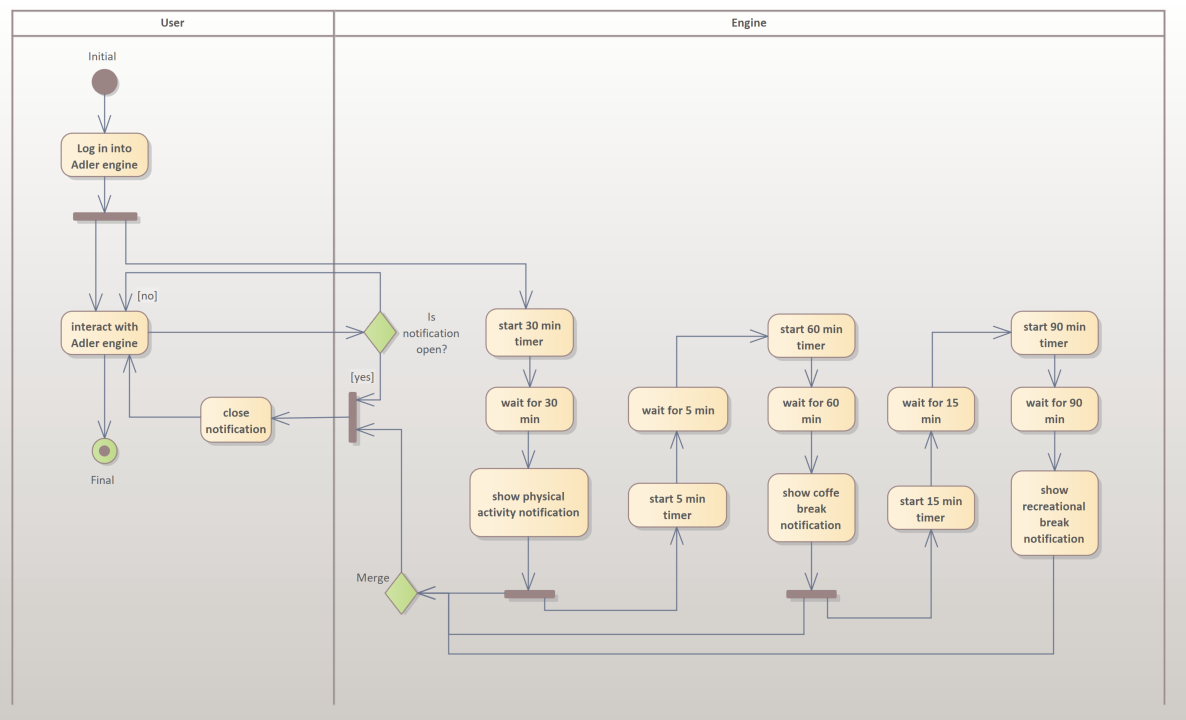 User
Engine
Initial
Log in into
Adler engine
[no]
interact with
Adler engine
Is
notification
open?
[yes]
close
notification
Final
Merge
start 30 min
timer
wait for 30
min
show physical
activity notification
wait for 5 min
start 5 min
timer
start 60 min
timer
wait for 60
min
show coffe
break
notification
wait for 15
min
start 15 min
timer
start 90 min
timer
wait for 90
min
show
recreational
break
notification